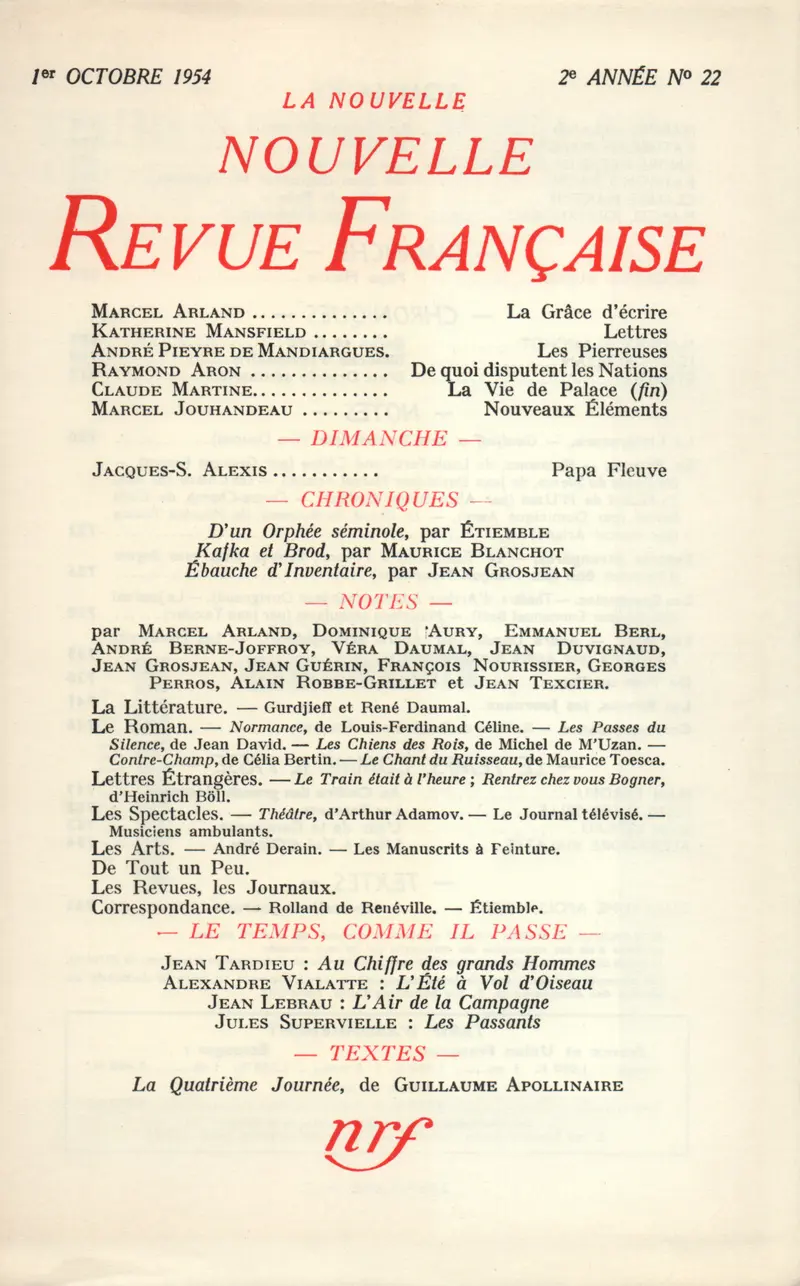 1er OCTOBRE 1954 2e ANNÉE No 22
LA NOUVELLE
NOUVELLE
REVUE FRANÇAISE
MARCEL ARLAND .............. La Grâce d'écrire
KATHERINE MANSFIELD ........ Lettres
ANDRÉ PIEYRE DE MANDIARGUES. Les Pierreuses
RAYMOND ARON .............. De quoi disputent les Nations
CLAUDE MARTINE.............. La Vie de Palace (fin)
MARCEL JOUHANDEAU ......... Nouveaux Éléments
— DIMANCHE —
JACQUES-S. ALEXIS ........... Papa Fleuve
— CHRONIQUES —
D'un Orphée séminole, par ÉTIEMBLE
Kafka et Brod, par MAURICE BLANCHOT
Ébauche d'Inventaire, par JEAN GROSJEAN
— NOTES —
par MARCEL ARLAND, DOMINIQUE 'AURY, EMMANUEL BERL,
ANDRÉ BERNE-JOFFROY, VÉRA DAUMAL, JEAN DUVIGNAUD,
JEAN GROSJEAN, JEAN GUÉRIN, FRANÇOIS NOURISSIER, GEORGES
PERROS, ALAIN ROBBE-GRILLET et JEAN TEXCIER.
La Littérature. — Gurdjieff et René Daumal.
Le Roman. — Normance, de Louis-Ferdinand Céline. — Les Passes du
Silence, de Jean David. — Les Chiens des Rois, de Michel de M'Uzan. —
Contre-Champ, de Célia Bertin. — Le Chant du Ruisseau, de Maurice Toesca.
Lettres Étrangères. — Le Train était à l'heure ; Rentrez chez vous Bogner,
d'Heinrich Böll.
Les Spectacles. — Théâtre, d'Arthur Adamov. — Le Journal télévisé. —
Musiciens ambulants.
Les Arts. — André Derain. — Les Manuscrits à Feinture.
De Tout un Peu.
Les Revues, les Journaux.
Correspondance. — Rolland de Renéville. — Étiemble.
— LE TEMPS, COMME IL PASSE —
JEAN TARDIEU : Au Chiffre des grands Hommes
ALEXANDRE VIALATTE : L'Été à Vol d'Oiseau
JEAN LEBRAU : L'Air de la Campagne
JULES SUPERVIELLE : Les Passants
— TEXTES —
La Quatrième Journée, de GUILLAUME APOLLINAIRE
nrf